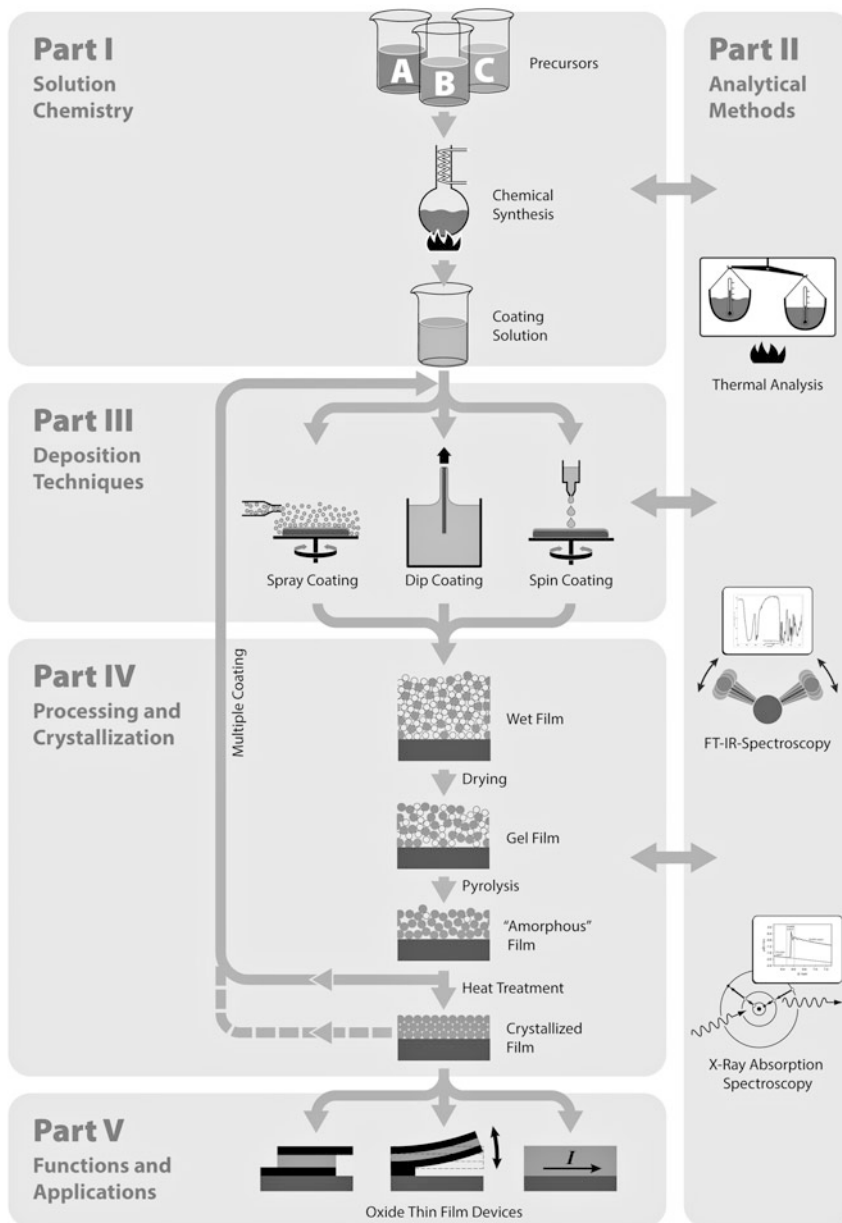 Part I
Solution
Chemistry
A
B
C
Precursors
Chemical
Synthesis
Coating
Solution
Part II
Analytical
Methods
Thermal Analysis
FT-IR-Spectroscopy
X-Ray Absorption
Spectroscopy
Part III
Deposition
Techniques
Spray Coating
Dip Coating
Spin Coating
Part IV
Processing and
Crystallization
Multiple Coating
Wet Film
Drying
Gel Film
Pyrolysis
"Amorphous"
Film
Heat Treatment
Crystallized
Film
Part V
Functions and
Applications
I
Oxide Thin Film Devices